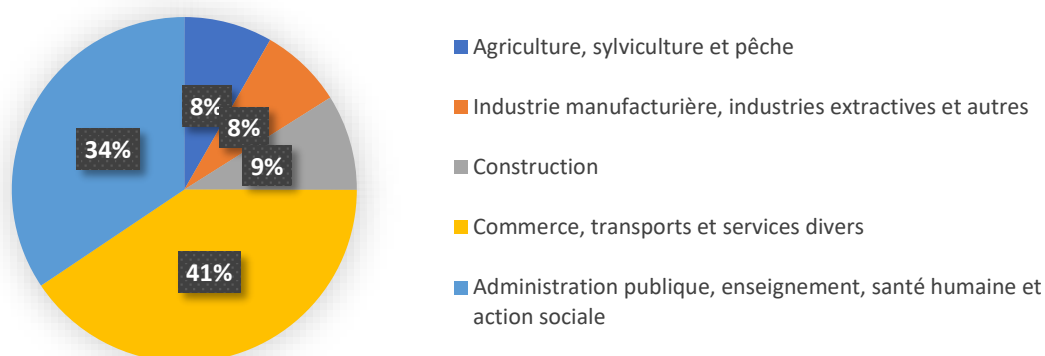 8%
8%
34%
9%
41%
Agriculture, sylviculture et pêche
Industrie manufacturière, industries extractives et autres
Construction
Commerce, transports et services divers
Administration publique, enseignement, santé humaine et
action sociale